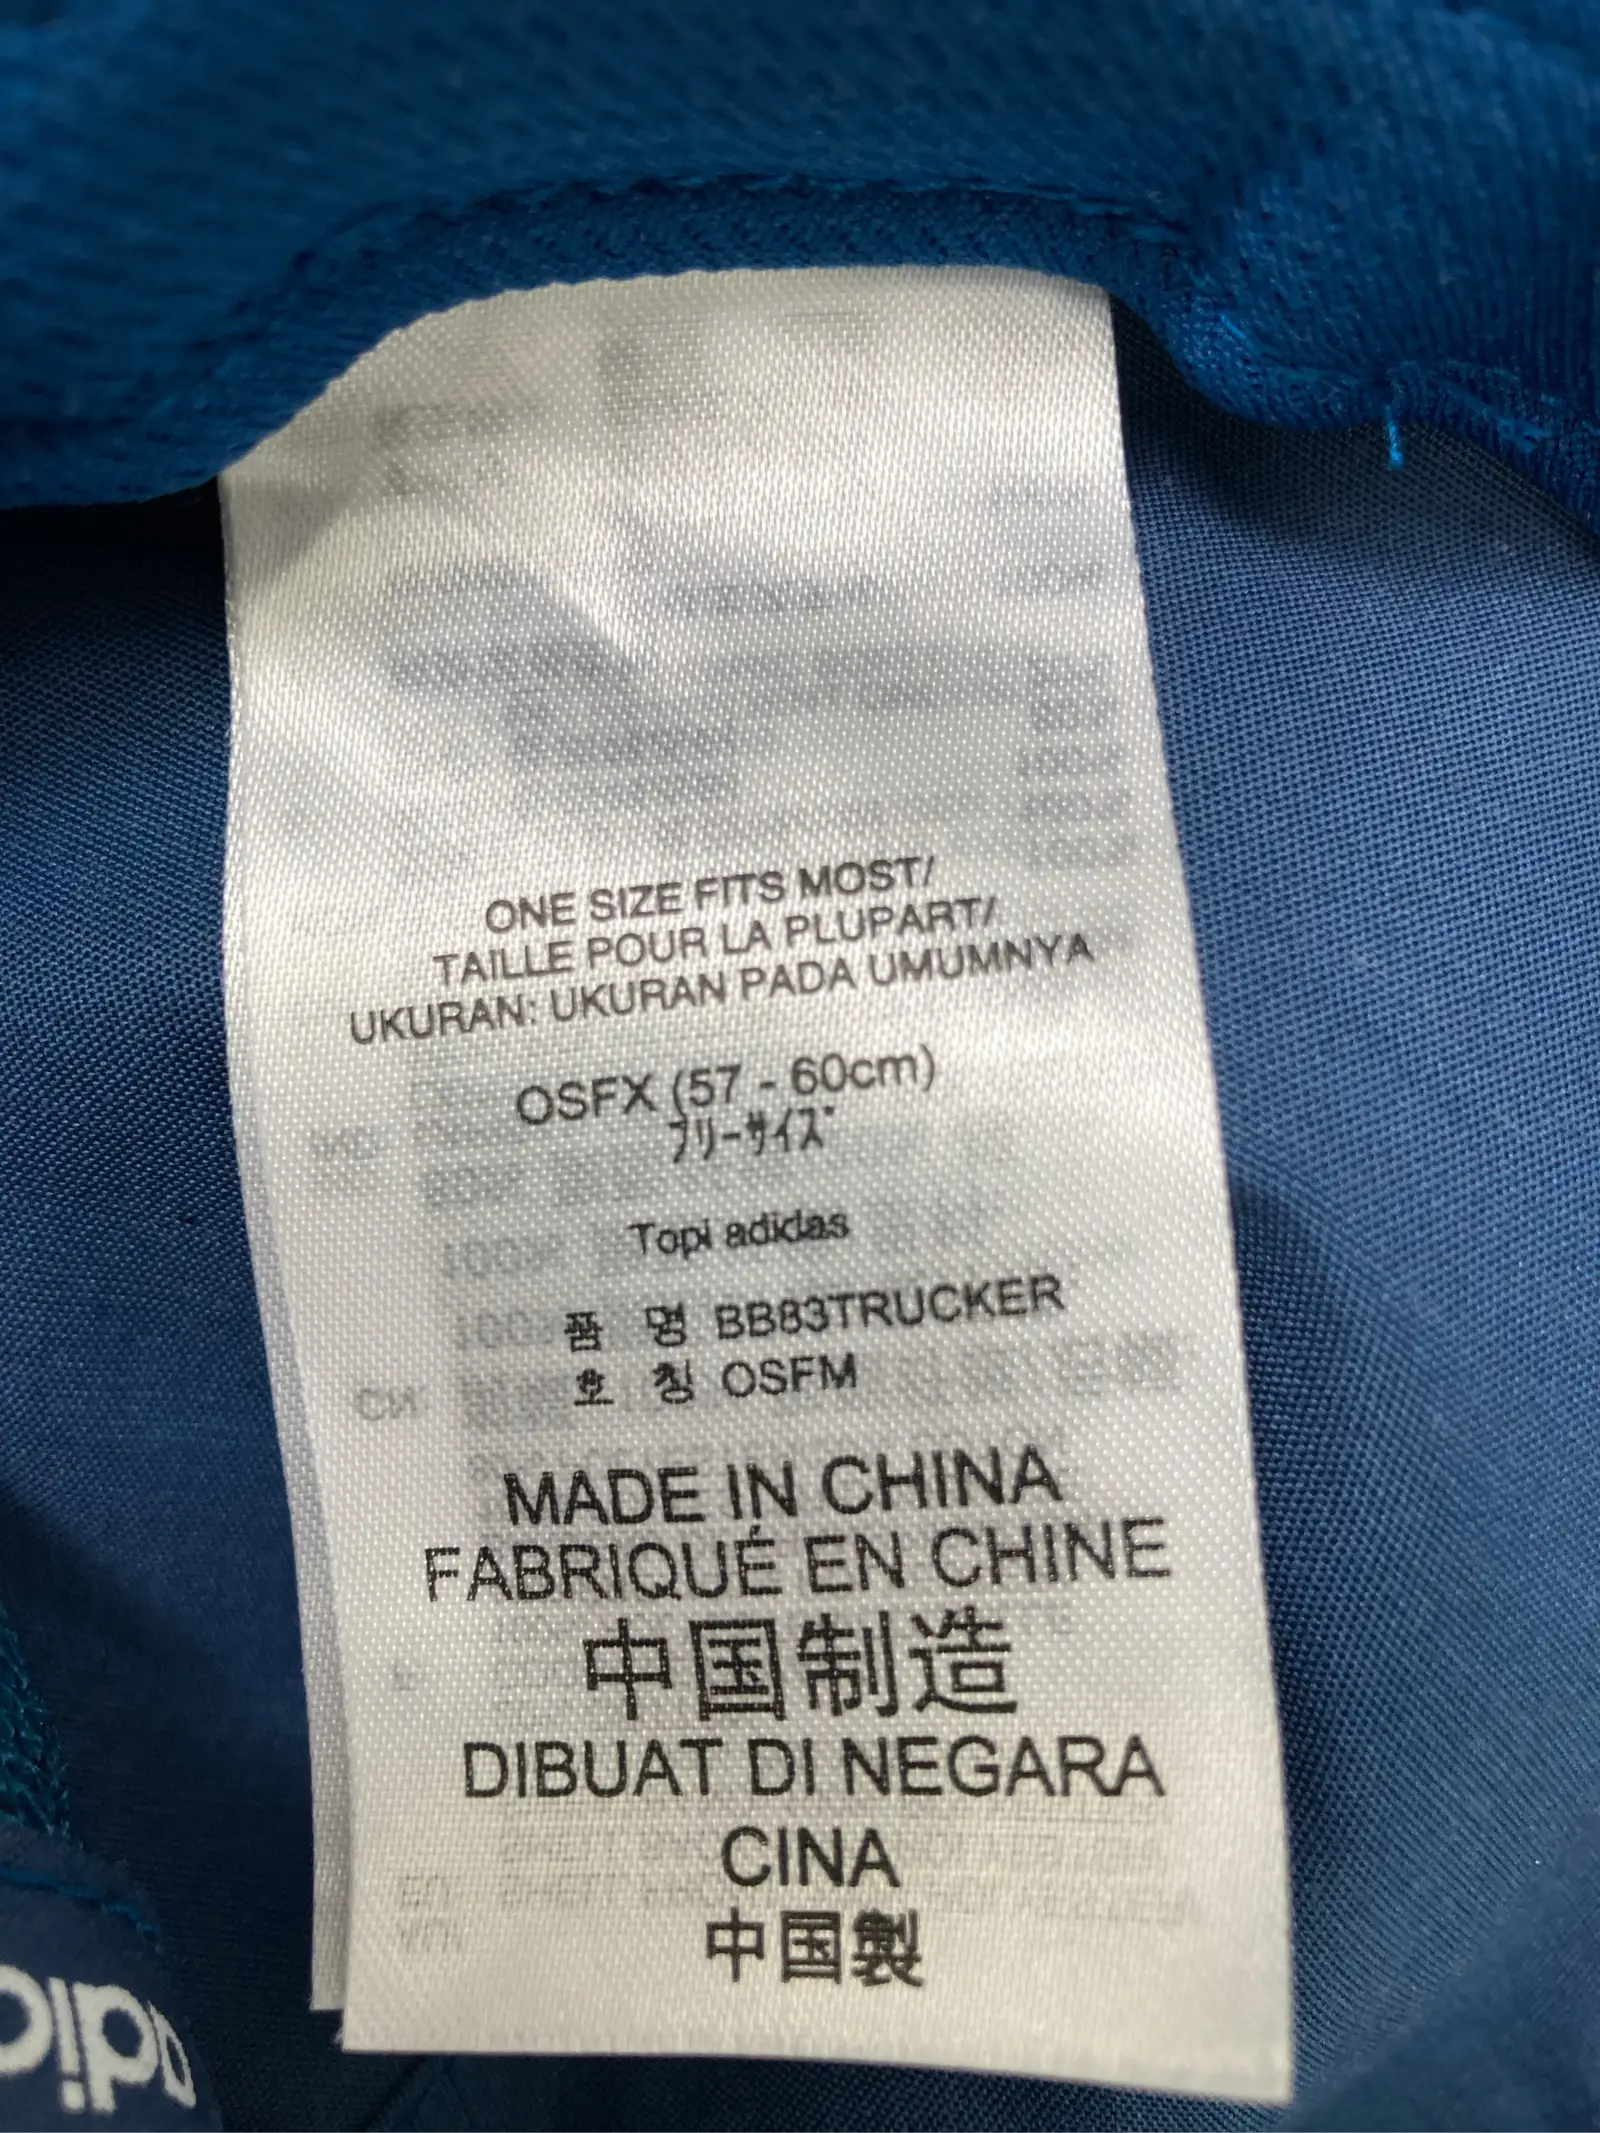 ONE SIZE FITS MOST/
TAILLE POUR LA PLUPART/
UKURAN: UKURAN PADA UMUMNYA
OSFX (57 - 60cm)
フリーサイズ
Topi adidas
품 명 BB83TRUCKER
호 칭 OSFM
MADE IN CHINA
FABRIQUÉ EN CHINE
中国制造
DIBUAT DI NEGARA
CINA
中国製
adid